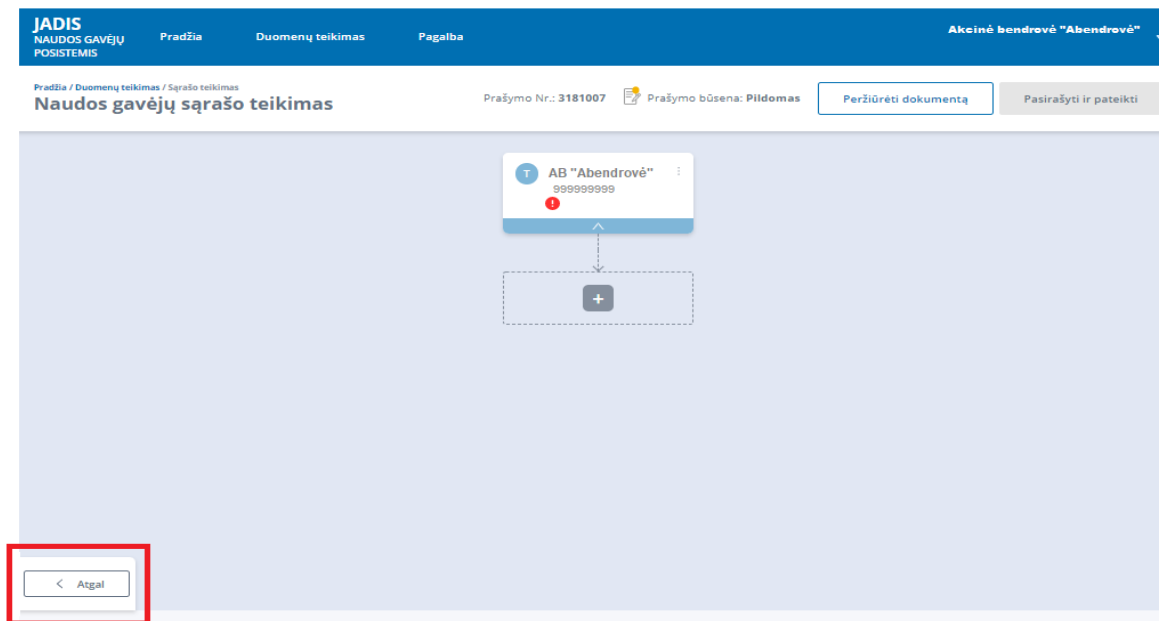 JADIS
NAUDOS GAVĖJŲ
POSISTEMIS
Pradžia
Duomenų teikimas
Pagalba
Akcinė bendrovė "Abendrovė"
Pradžia / Duomenų teikimas / Sąrašo teikimas
Naudos gavėjų sąrašo teikimas
Prašymo Nr.: 3181007
Prašymo būsena: Pildomas
Peržiūrėti dokumentą
Pasirašyti ir pateikti
T
AB "Abendrovė"
999999999
!
+
< Atgal